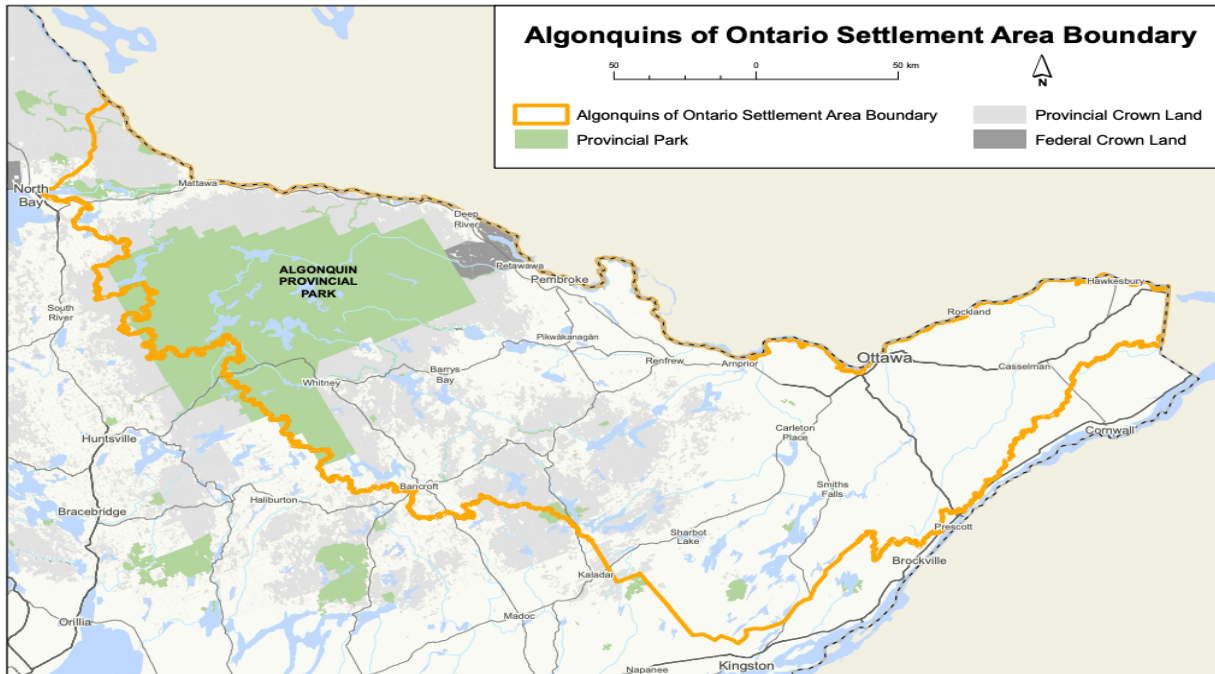 Algonquins of Ontario Settlement Area Boundary
50 0 50 km
N
Algonquins of Ontario Settlement Area Boundary
Provincial Crown Land
Provincial Park
Federal Crown Land
North
Bay
Mattawa
Deep
River
Petawawa
Pembroke
ALGONQUIN
PROVINCIAL
PARK
Hawkesbury
Rockland
South
River
Pikwàkanagàn
Renfrew
Arnprior
Ottawa
Casselman
Whitney
Barrys
Bay
Carleton
Place
Cornwall
Huntsville
Bancroft
Haliburton
Smiths
Falls
Bracebridge
Sharbot
Lake
Prescott
Brockville
Kaladar
Madoc
Orillia
Napanee
Kingston